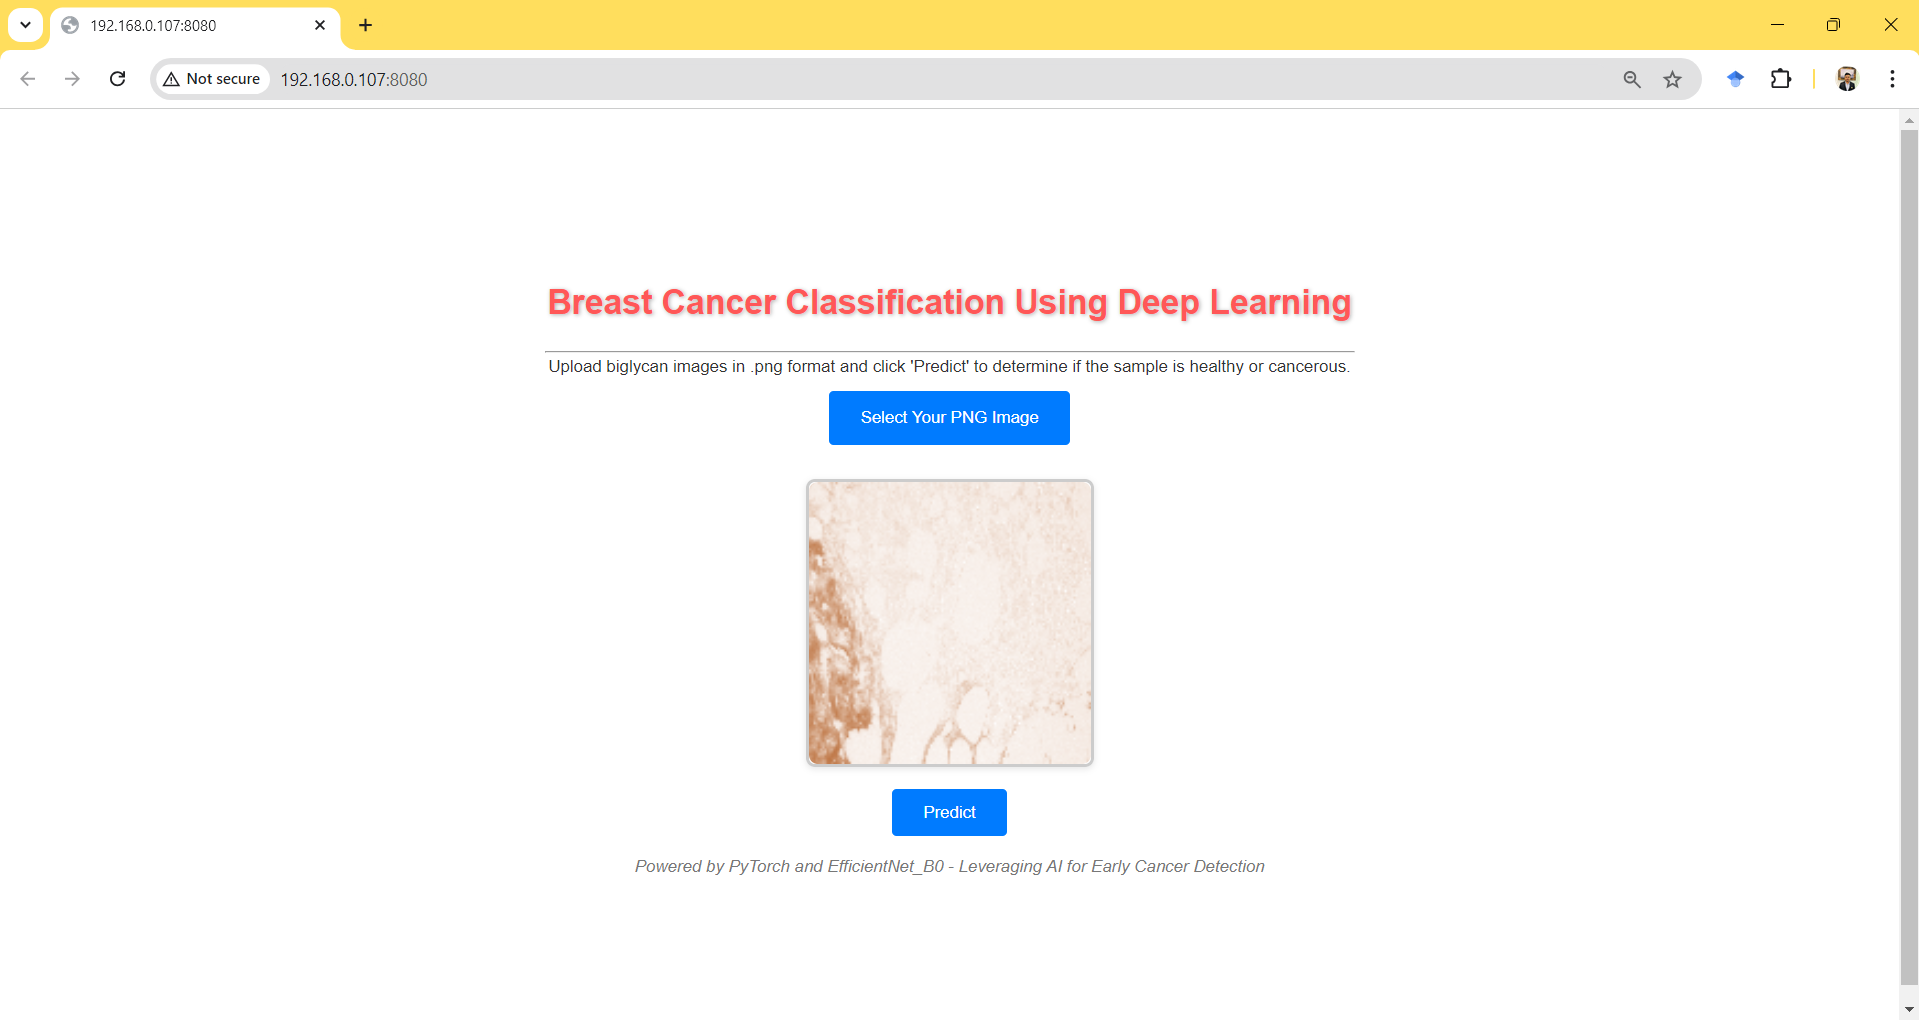 192.168.0.107:8080
Not secure
192.168.0.107:8080
Breast Cancer Classification Using Deep Learning
Upload biglycan images in .png format and click 'Predict' to determine if the sample is healthy or cancerous.
Select Your PNG Image
Predict
Powered by PyTorch and EfficientNet_B0 - Leveraging AI for Early Cancer Detection